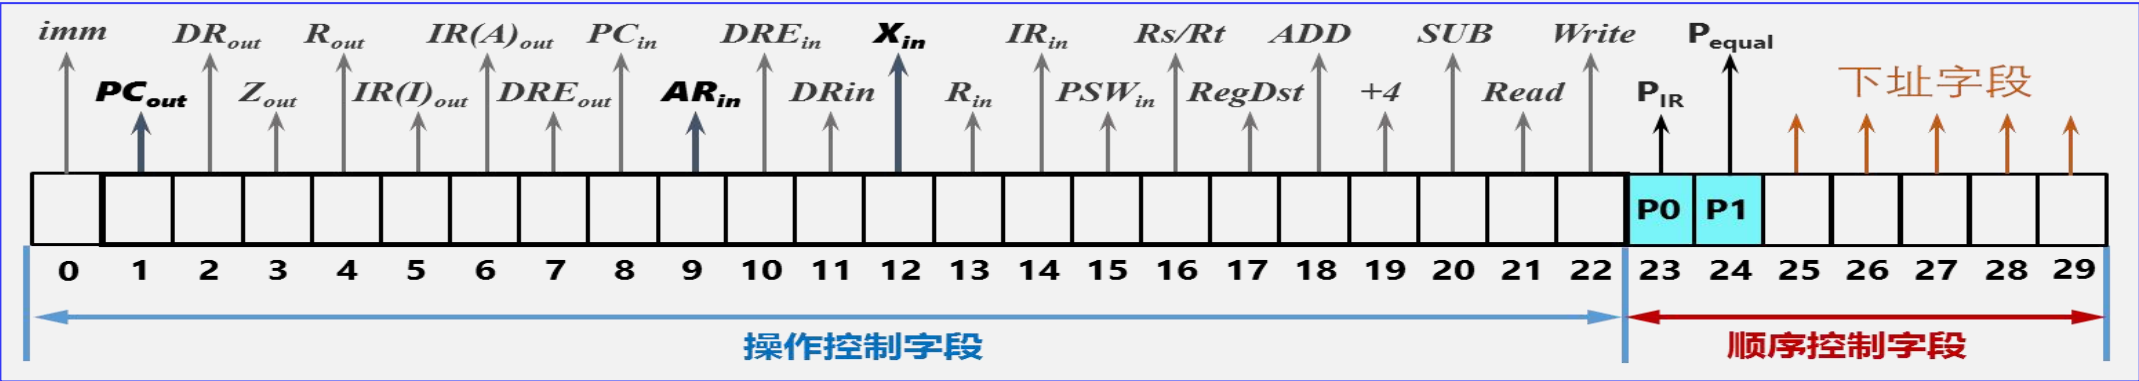 imm DRout Rout IR(A)out PCin DREin Xin IRin Rs/Rt ADD SUB Write Pequal
PCout Zout IR(I)out DREout ARin DRin Rin PSWin RegDst +4 Read PIR 下址字段
P0 P1
0 1 2 3 4 5 6 7 8 9 10 11 12 13 14 15 16 17 18 19 20 21 22 23 24 25 26 27 28 29
操作控制字段 顺序控制字段